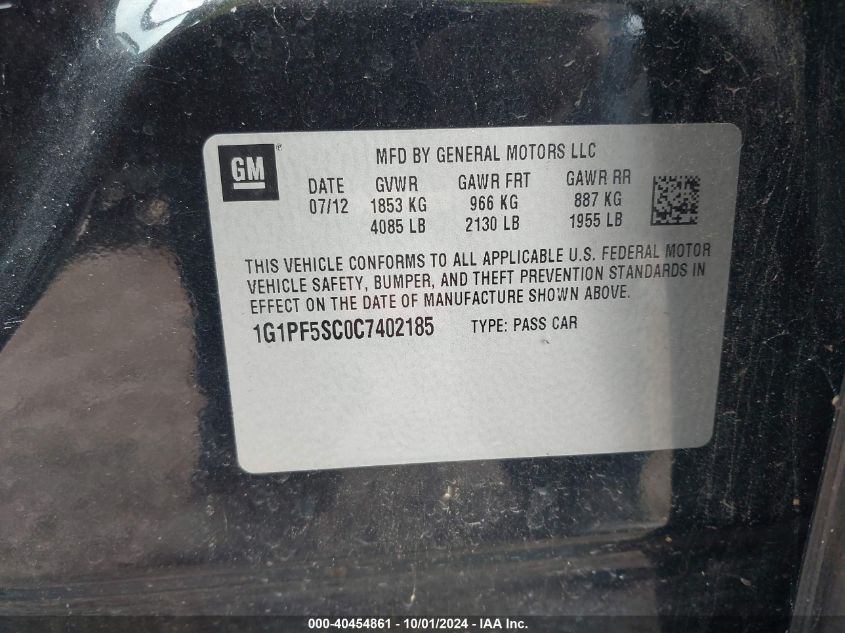 GM ®
MFD BY GENERAL MOTORS LLC
DATE GVWR GAWR FRT GAWR RR
07/12 1853 KG 966 KG 887 KG
4085 LB 2130 LB 1955 LB
THIS VEHICLE CONFORMS TO ALL APPLICABLE U.S. FEDERAL MOTOR
VEHICLE SAFETY, BUMPER, AND THEFT PREVENTION STANDARDS IN
EFFECT ON THE DATE OF MANUFACTURE SHOWN ABOVE.
1G1PF5SC0C7402185 TYPE: PASS CAR
000-40454861 - 10/01/2024 - IAA Inc.